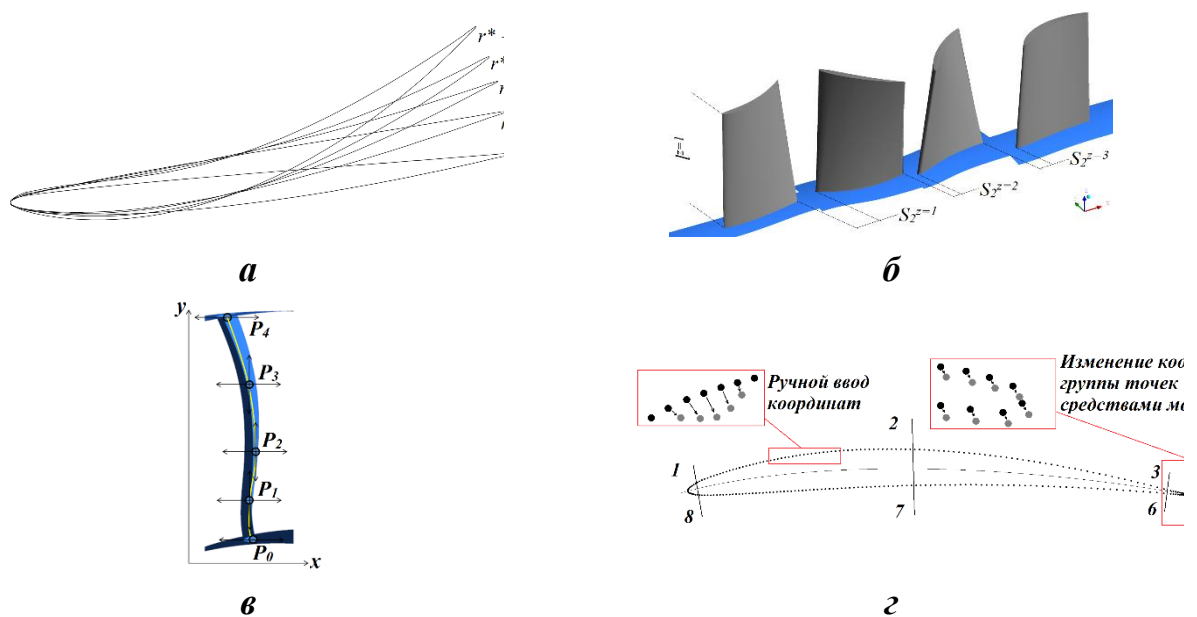 r*
r*
а
S₂ᶻ⁼¹
S₂ᶻ⁼²
S₂ᶻ⁼³
б
y
P₄
P₃
P₂
P₁
P₀
x
в
Ручной ввод
координат
Изменение
группы точек
средствами
1
2
3
6
7
8
г